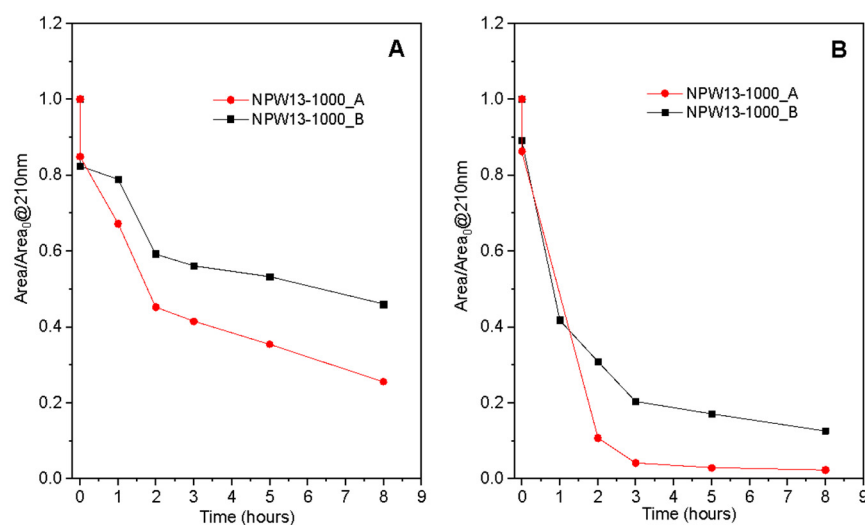 A
NPW13-1000_A
NPW13-1000_B
Area/Area₀@210nm
1.2
1.0
0.8
0.6
0.4
0.2
0.0
0 1 2 3 4 5 6 7 8 9
Time (hours)
B
NPW13-1000_A
NPW13-1000_B
Area/Area₀@210nm
1.2
1.0
0.8
0.6
0.4
0.2
0.0
0 1 2 3 4 5 6 7 8 9
Time (hours)